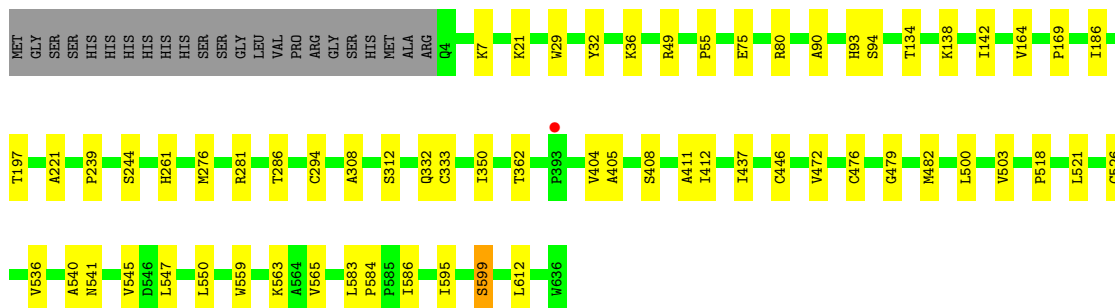 MET GLY SER SER HIS HIS HIS HIS HIS HIS SER SER GLY LEU VAL PRO ARG GLY SER HIS MET ALA ARG Q4 K7 K21 W29 Y32 K36 R49 P55 E75 R80 A90 H93 S94 T134 K138 I142 V164 P169 I186
T197 A221 P239 S244 H261 M276 R281 T286 C294 A308 S312 Q332 C333 I350 T362 P393 V404 A405 S408 A411 I412 I437 C446 V472 C476 G479 M482 L500 V503 P518 L521 C526
V536 A540 N541 V545 D546 L547 L550 W559 K563 A564 V565 L583 P584 P585 I586 I595 S599 L612 W636